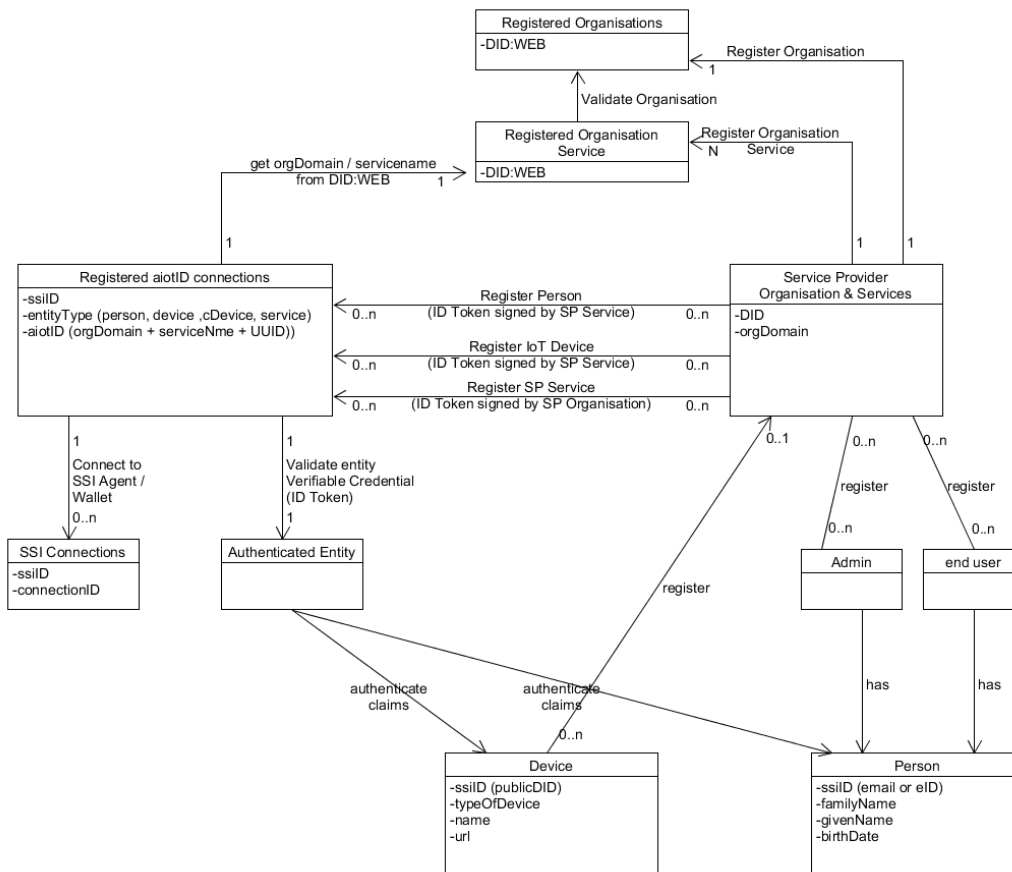 Registered Organisations
-DID:WEB
Register Organisation
1
Validate Organisation
Registered Organisation
Service
-DID:WEB
Register Organisation
Service
N
get orgDomain / servicename
from DID:WEB
1
1
1
1
Registered aiotID connections
-ssiID
-entityType (person, device ,cDevice, service)
-aiotID (orgDomain + serviceNme + UUID))
Service Provider
Organisation & Services
-DID
-orgDomain
Register Person
(ID Token signed by SP Service)
0..n
0..n
Register IoT Device
(ID Token signed by SP Service)
0..n
0..n
Register SP Service
(ID Token signed by SP Organisation)
0..n
0..n
1
Connect to
SSI Agent /
Wallet
0..n
1
Validate entity
Verifiable Credential
(ID Token)
1
0..1
0..n
0..n
register
register
0..n
0..n
SSI Connections
-ssiID
-connectionID
Authenticated Entity
Admin
end user
register
authenticate
claims
authenticate
claims
has
has
0..n
Device
-ssiID (publicDID)
-typeOfDevice
-name
-url
Person
-ssiID (email or eID)
-familyName
-givenName
-birthDate